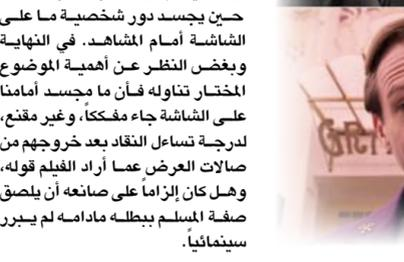 حين يجسد دور شخصية ما على
الشاشة أمام المشاهد. في النهاية
وبغض النظر عن أهمية الموضوع
المختار تناوله فأن ما مجسد أمامنا
على الشاشة جاء مفككاً، وغير مقنع،
لدرجة تساءل النقاد بعد خروجهم من
صالات العرض عما أراد الفيلم قوله،
وهل كان إلزاماً على صانعه أن يلصق
صفة المسلم ببطله مادامه لم يبرر
سينمائياً.